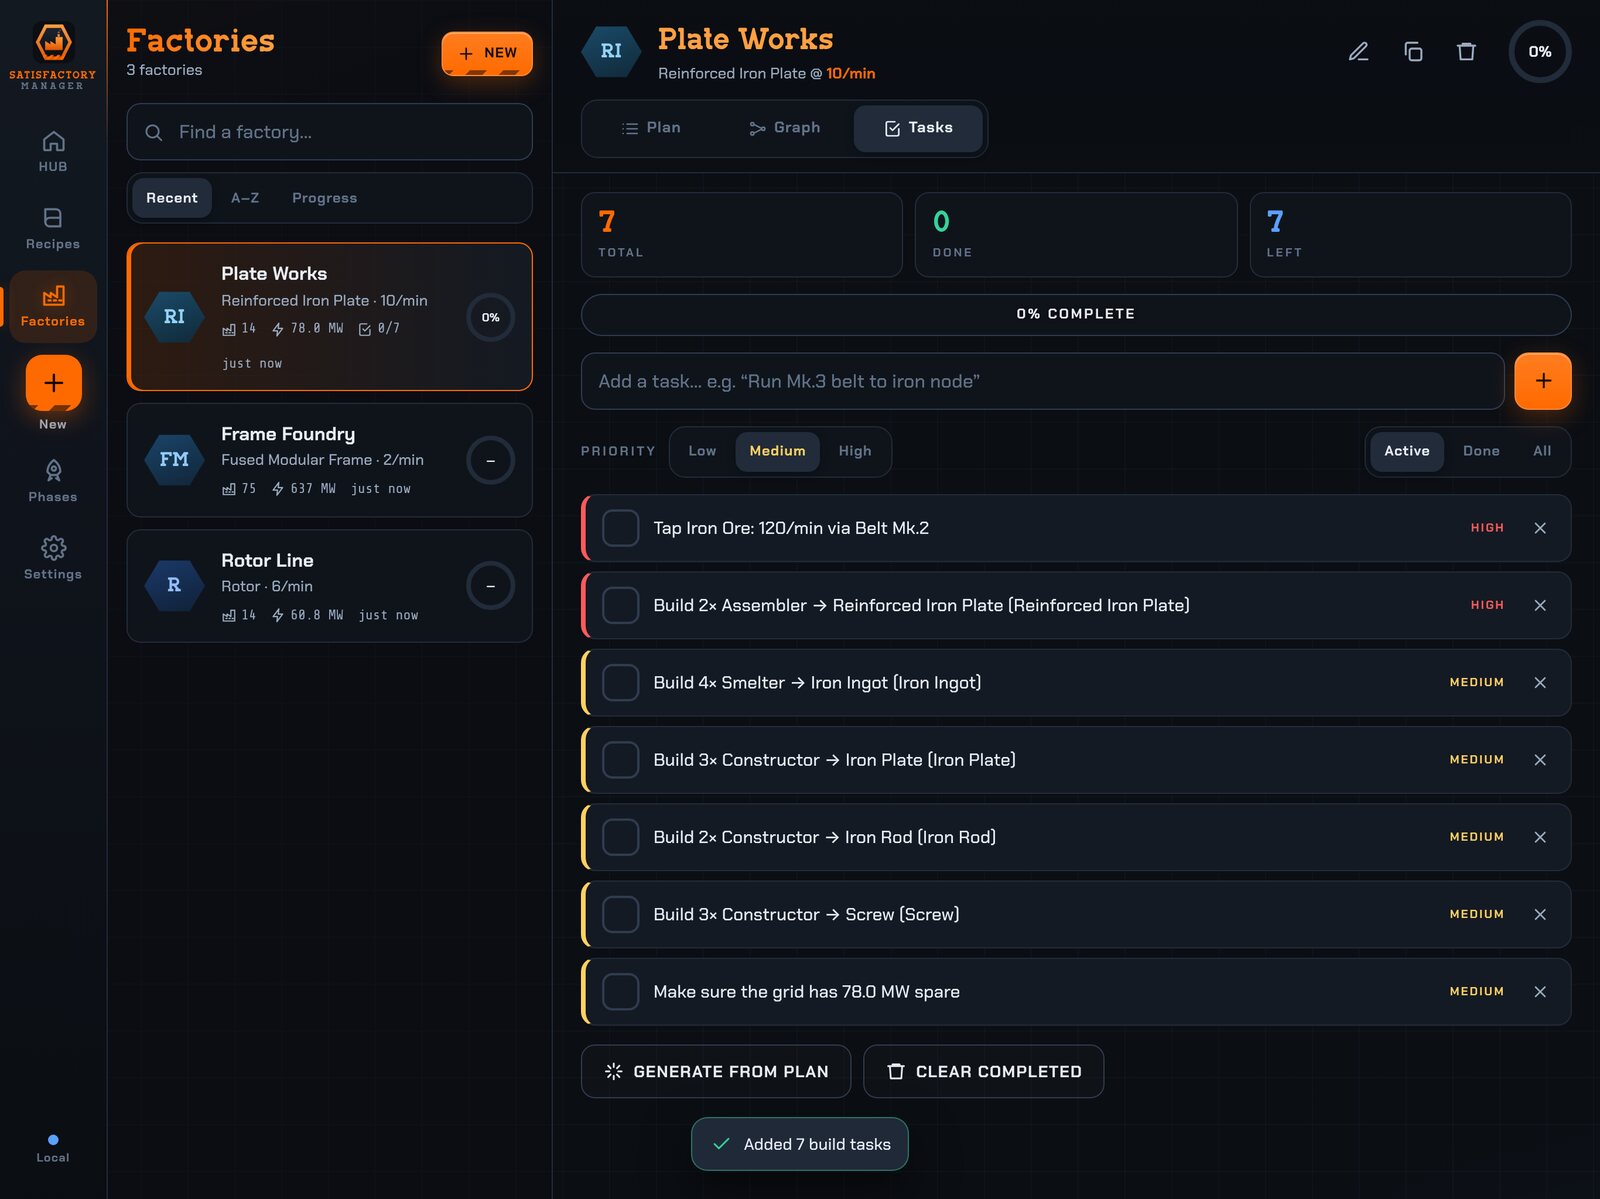 SATISFACTORY
MANAGER
HUB
Recipes
Factories
New
Phases
Settings
Local
Factories
3 factories
NEW
Find a factory...
Recent
A–Z
Progress
RI
Plate Works
Reinforced Iron Plate · 10/min
14
78.0 MW
0/7
just now
0%
FM
Frame Foundry
Fused Modular Frame · 2/min
75
637 MW
just now
–
R
Rotor Line
Rotor · 6/min
14
60.8 MW
just now
–
RI
Plate Works
Reinforced Iron Plate @ 10/min
0%
Plan
Graph
Tasks
7
TOTAL
0
DONE
7
LEFT
0% COMPLETE
Add a task... e.g. “Run Mk.3 belt to iron node”
PRIORITY
Low
Medium
High
Active
Done
All
Tap Iron Ore: 120/min via Belt Mk.2
HIGH
Build 2× Assembler → Reinforced Iron Plate (Reinforced Iron Plate)
HIGH
Build 4× Smelter → Iron Ingot (Iron Ingot)
MEDIUM
Build 3× Constructor → Iron Plate (Iron Plate)
MEDIUM
Build 2× Constructor → Iron Rod (Iron Rod)
MEDIUM
Build 3× Constructor → Screw (Screw)
MEDIUM
Make sure the grid has 78.0 MW spare
MEDIUM
GENERATE FROM PLAN
CLEAR COMPLETED
Added 7 build tasks